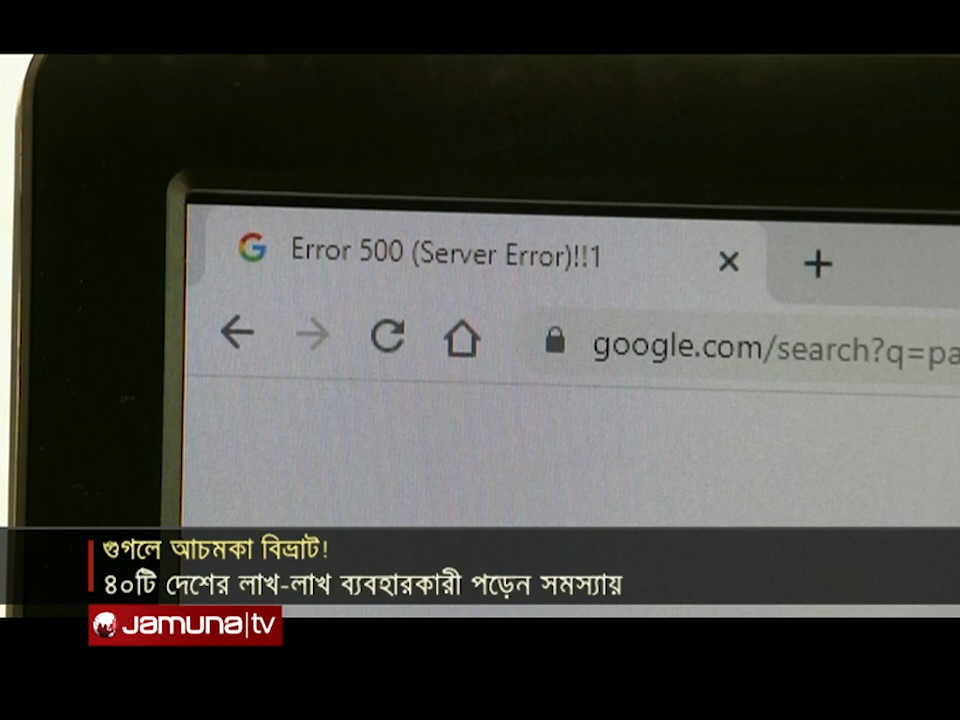 Error 500 (Server Error)!!1
google.com/search?q=pa
গুগলে আচমকা বিভ্রাট!
৪০টি দেশের লাখ-লাখ ব্যবহারকারী পড়েন সমস্যায়
Jamuna|tv